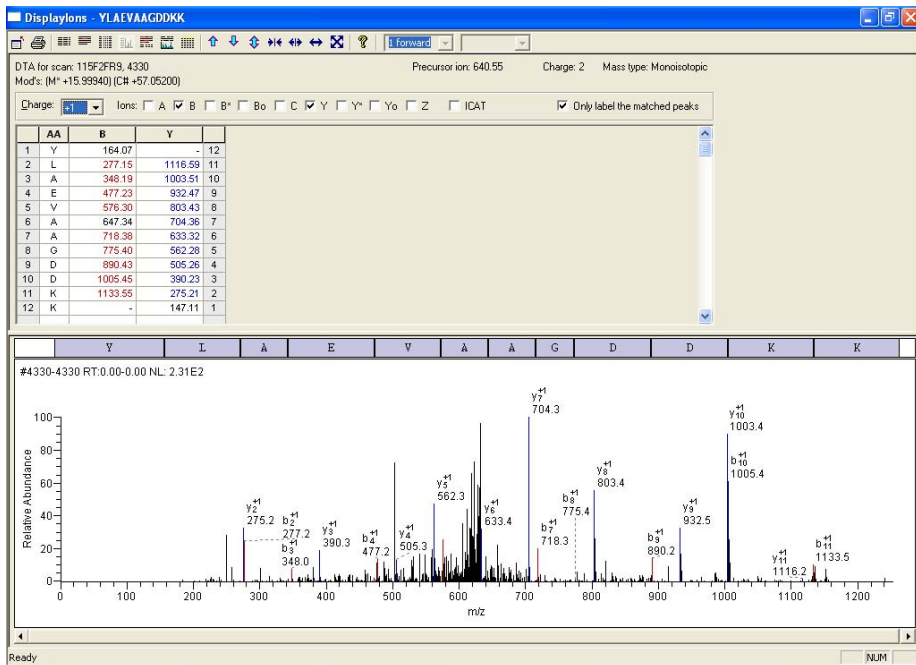 DisplayIons - YLAEVAAGDDKK
1 forward
DTA for scan: 115F2FR9, 4330 Precursor ion: 640.55 Charge: 2 Mass type: Monoisotopic
Mod's: (M* +15.99940) (C# +57.05200)
Charge: +1 Ions: A B B* Bo C Y Y* Yo Z ICAT Only label the matched peaks
AA B Y
1 Y 164.07 - 12
2 L 277.15 1116.59 11
3 A 348.19 1003.51 10
4 E 477.23 932.47 9
5 V 576.30 803.43 8
6 A 647.34 704.36 7
7 A 718.38 633.32 6
8 G 775.40 562.28 5
9 D 890.43 505.26 4
10 D 1005.45 390.23 3
11 K 1133.55 275.21 2
12 K - 147.11 1
Y L A E V A A G D D K K
#4330-4330 RT:0.00-0.00 NL: 2.31E2
Relative Abundance
100
80
60
40
20
0
y2+1 275.2
b2+1 277.2
b3+1 348.0
y3+1 390.3
b4+1 477.2
y4+1 505.3
y5+1 562.3
y6+1 633.4
y7+1 704.3
b7+1 718.3
b8+1 775.4
y8+1 803.4
b9+1 890.2
y9+1 932.5
y10+1 1003.4
b10+1 1005.4
y11+1 1116.2
b11+1 1133.5
0 100 200 300 400 500 600 700 800 900 1000 1100 1200
m/z
Ready NUM